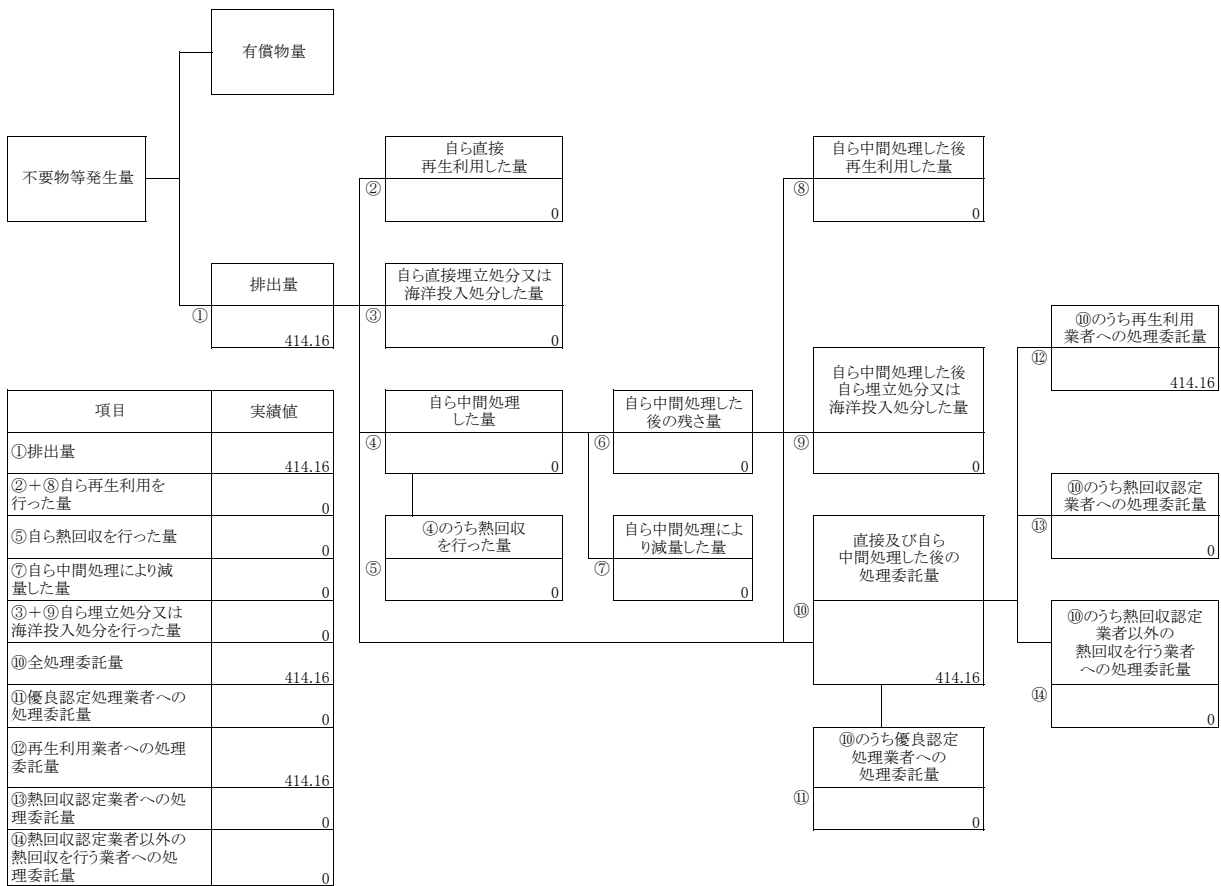 有償物量
不要物等発生量
自ら直接
再生利用した量
②
0
自ら中間処理した後
再生利用した量
⑧
0
排出量
①
414.16
自ら直接埋立処分又は
海洋投入処分した量
③
0
⑩のうち再生利用
業者への処理委託量
⑫
414.16
自ら中間処理
した量
④
0
自ら中間処理した
後の残さ量
⑥
0
自ら中間処理した後
自ら埋立処分又は
海洋投入処分した量
⑨
0
⑩のうち熱回収認定
業者への処理委託量
⑬
0
④のうち熱回収
を行った量
⑤
0
自ら中間処理によ
り減量した量
⑦
0
直接及び自ら
中間処理した後の
処理委託量
⑩
414.16
⑩のうち熱回収認定
業者以外の
熱回収を行う業者
への処理委託量
⑭
0
⑩のうち優良認定
処理業者への
処理委託量
⑪
0
項目 実績値
①排出量
414.16
②+⑧自ら再生利用を
行った量
0
⑤自ら熱回収を行った量
0
⑦自ら中間処理により減
量した量
0
③+⑨自ら埋立処分又は
海洋投入処分を行った量
0
⑩全処理委託量
414.16
⑪優良認定処理業者への
処理委託量
0
⑫再生利用業者への処理
委託量
414.16
⑬熱回収認定業者への処
理委託量
0
⑭熱回収認定業者以外の
熱回収を行う業者への処
理委託量
0